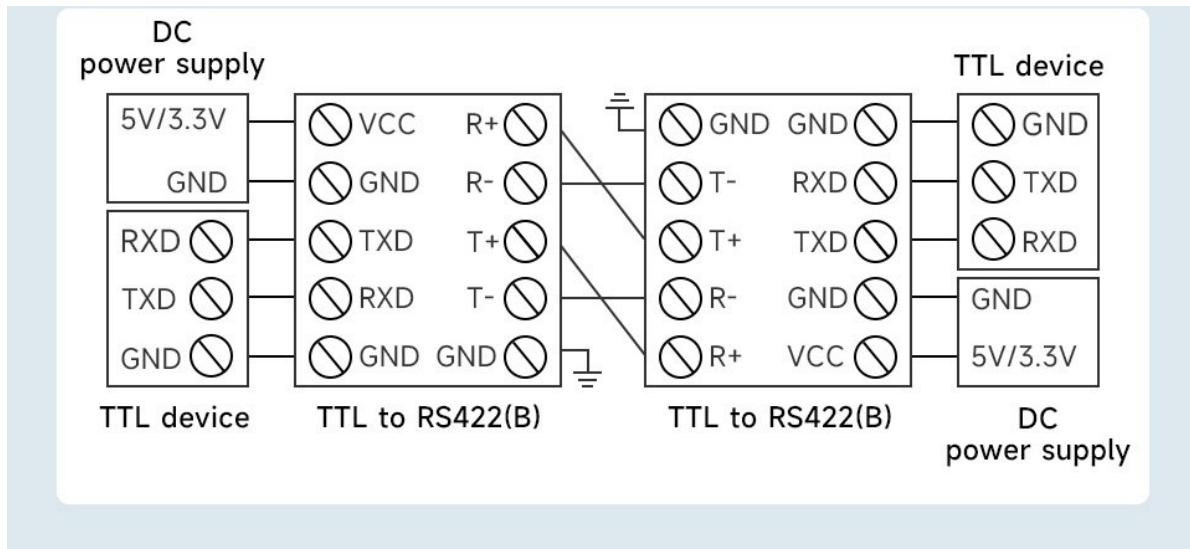 DC
power supply
TTL device
5V/3.3V
GND
RXD
TXD
GND
TTL device
VCC R+
GND R-
TXD T+
RXD T-
GND GND
TTL to RS422(B)
GND GND
T- RXD
T+ TXD
R- GND
R+ VCC
TTL to RS422(B)
GND
TXD
RXD
GND
5V/3.3V
DC
power supply